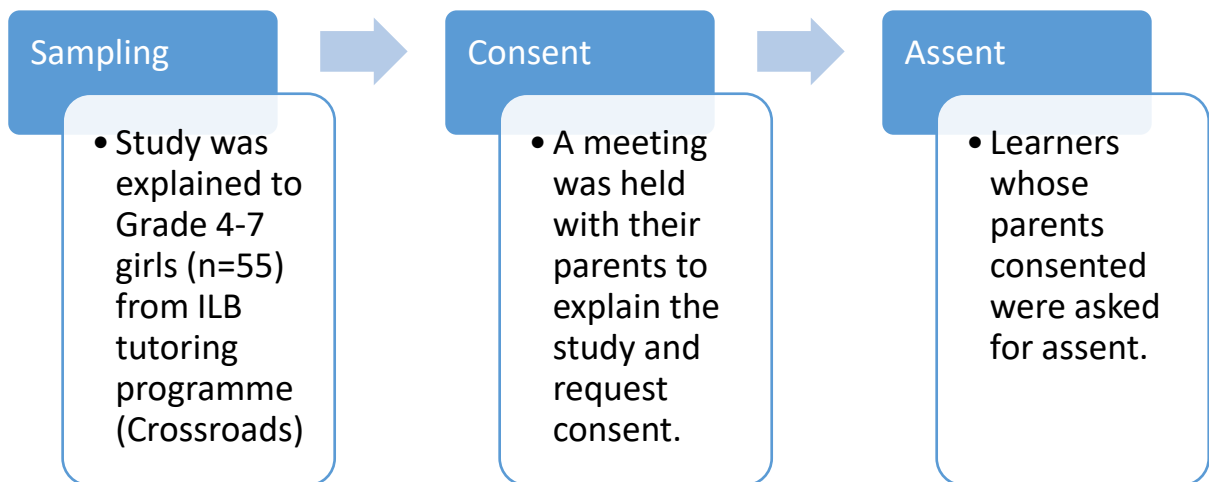 Sampling
• Study was
explained to
Grade 4-7
girls (n=55)
from ILB
tutoring
programme
(Crossroads)
Consent
• A meeting
was held
with their
parents to
explain the
study and
request
consent.
Assent
• Learners
whose
parents
consented
were asked
for assent.